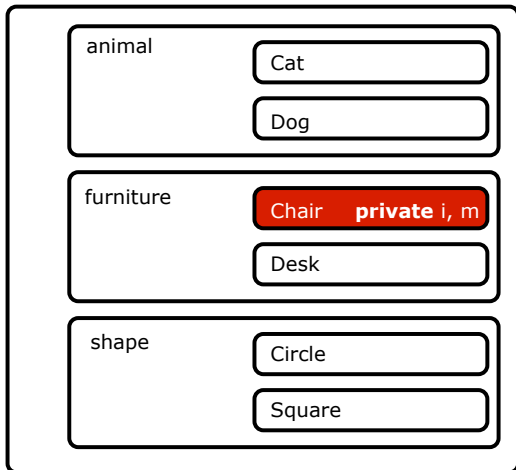 animal
Cat
Dog
furniture
Chair private i, m
Desk
shape
Circle
Square